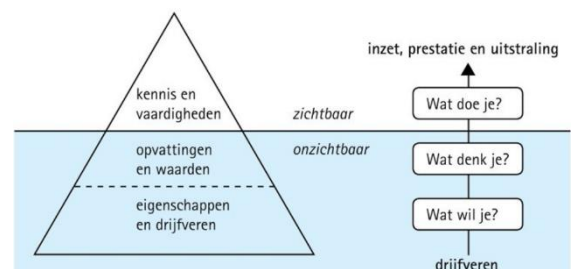 inzet, prestatie en uitstraling
kennis en
vaardigheden
zichtbaar
Wat doe je?
opvattingen
en waarden
onzichtbaar
Wat denk je?
eigenschappen
en drijfveren
Wat wil je?
drijfveren